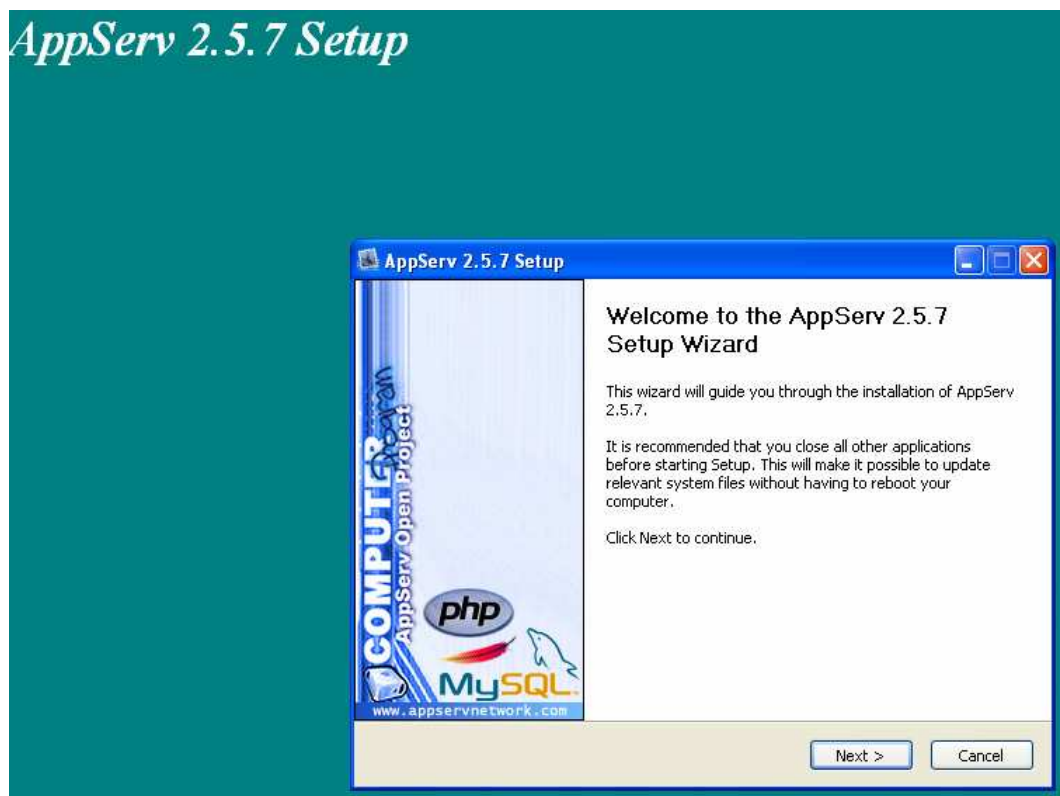 AppServ 2.5.7 Setup
AppServ 2.5.7 Setup
Welcome to the AppServ 2.5.7
Setup Wizard
This wizard will guide you through the installation of AppServ
2.5.7.
It is recommended that you close all other applications
before starting Setup. This will make it possible to update
relevant system files without having to reboot your
computer.
Click Next to continue.
COMPUTER
Program
AppServ Open Project
php
MySQL
www.appservnetwork.com
Next >
Cancel